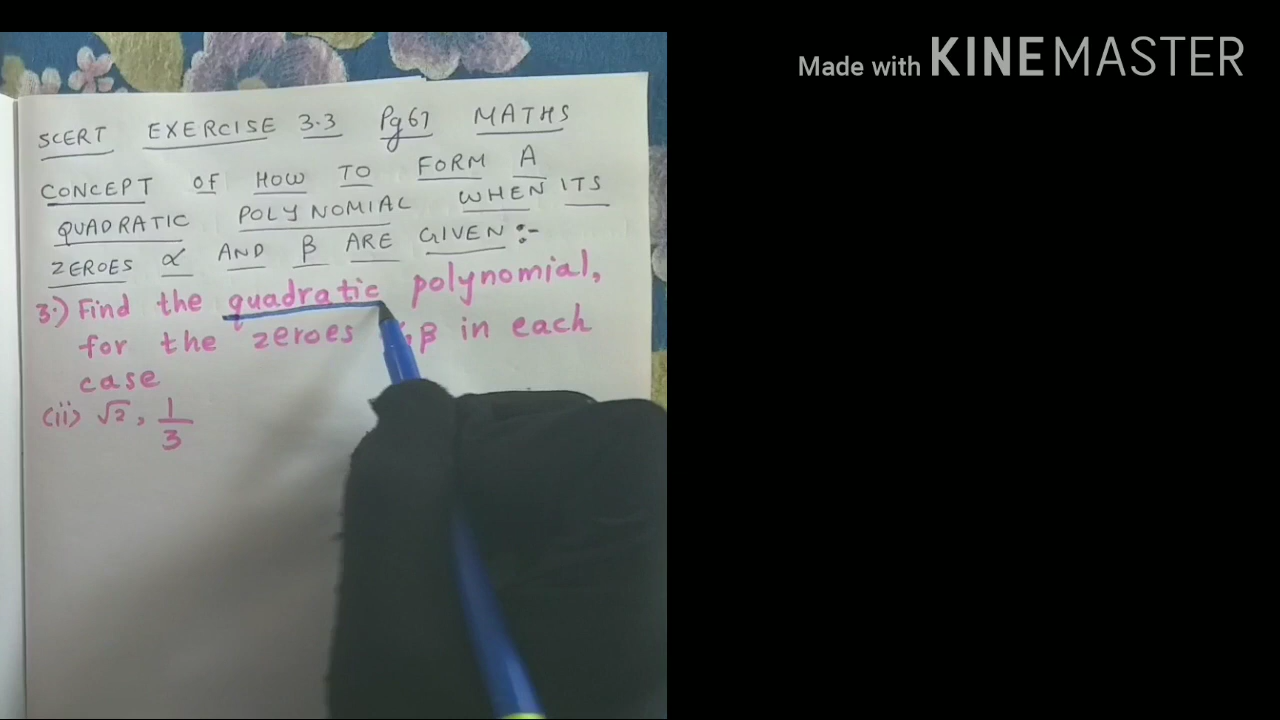 Made with KINEMASTER
SCERT EXERCISE 3.3 Pg67 MATHS
CONCEPT OF HOW TO FORM A
QUADRATIC POLYNOMIAL WHEN ITS
ZEROES α AND β ARE GIVEN :-
3.) Find the quadratic polynomial,
for the zeroes ,β in each
case
(ii) √2, 1/3